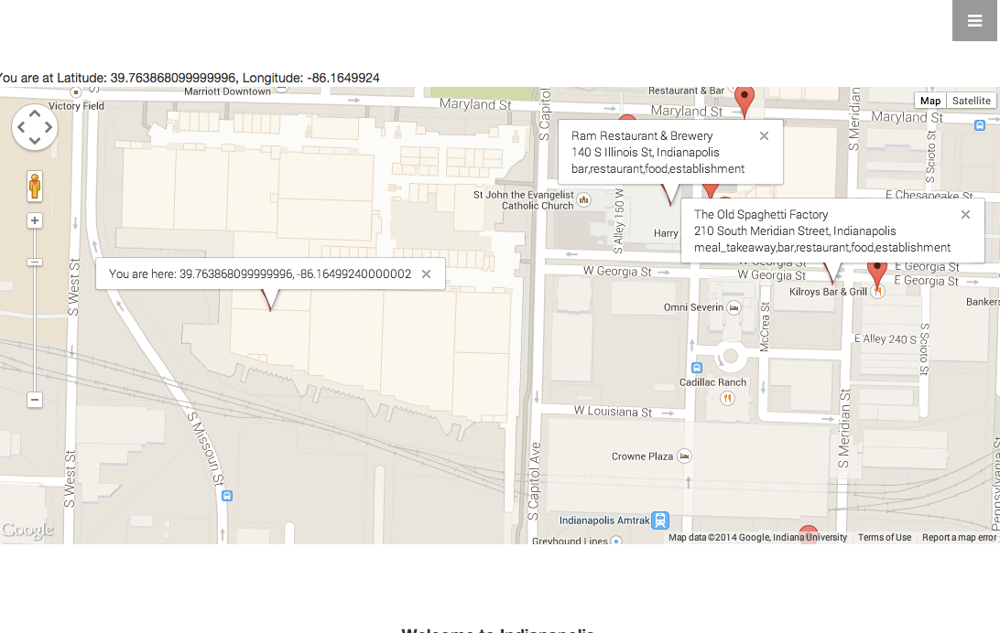 You are at Latitude: 39.763868099999996, Longitude: -86.1649924
Marriott Downtown
Restaurant & Bar
Map
Satellite
Victory Field
Maryland St
Maryland St
Maryland St
S Capitol
S Meridian
S Scioto St
Ram Restaurant & Brewery
140 S Illinois St, Indianapolis
bar,restaurant,food,establishment
St John the Evangelist
Catholic Church
E Chesapeake St
S Alley 150 W
Harry
The Old Spaghetti Factory
210 South Meridian Street, Indianapolis
meal_takeaway,bar,restaurant,food,establishment
You are here: 39.763868099999996, -86.16499240000002
S West St
W Georgia St
W Georgia St
W Georgia St
E Georgia St
E Georgia St
Kilroys Bar & Grill
Bankers
Omni Severin
McCrea St
E Alley 240 S
S Scioto St
Cadillac Ranch
W Louisiana St
S Missouri St
S West St
S Capitol Ave
S Meridian St
Crowne Plaza
Pennsylvania St
Indianapolis Amtrak
Greyhound Lines
Google
Map data ©2014 Google, Indiana University
Terms of Use
Report a map error
Welcome to Indianapolis